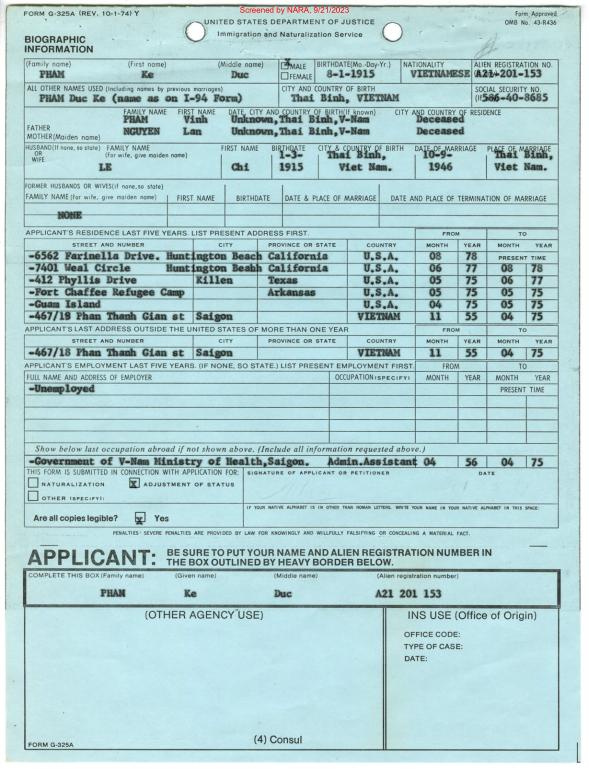 Screened by NARA, 9/21/2023
FORM G-325A (REV. 10-1-74) Y
Form Approved
OMB No. 43-R436
UNITED STATES DEPARTMENT OF JUSTICE
Immigration and Naturalization Service
BIOGRAPHIC
INFORMATION
(Family name) (First name) (Middle name) X MALE BIRTHDATE(Mo.-Day-Yr.) NATIONALITY ALIEN REGISTRATION NO.
PHAM Ke Duc FEMALE 8-1-1915 VIETNAMESE A21-201-153
ALL OTHER NAMES USED (Including names by previous marriages) CITY AND COUNTRY OF BIRTH SOCIAL SECURITY NO.
PHAM Duc Ke (name as on I-94 Form) Thai Binh, VIETNAM 586-40-8685
FAMILY NAME FIRST NAME DATE, CITY AND COUNTRY OF BIRTH(If known) CITY AND COUNTRY OF RESIDENCE
FATHER PHAM Vinh Unknown,Thai Binh,V-Nam Deceased
MOTHER(Maiden name) NGUYEN Lan Unknown,Thai Binh,V-Nam Deceased
HUSBAND(If none, so state) OR WIFE FAMILY NAME (For wife, give maiden name) FIRST NAME BIRTHDATE CITY & COUNTRY OF BIRTH DATE OF MARRIAGE PLACE OF MARRIAGE
1-3- Thai Binh, 10-9- Thai Binh,
LE Chi 1915 Viet Nam. 1946 Viet Nam.
FORMER HUSBANDS OR WIVES(if none,so state)
FAMILY NAME (For wife, give maiden name) FIRST NAME BIRTHDATE DATE & PLACE OF MARRIAGE DATE AND PLACE OF TERMINATION OF MARRIAGE
NONE
APPLICANT'S RESIDENCE LAST FIVE YEARS. LIST PRESENT ADDRESS FIRST. FROM TO
STREET AND NUMBER CITY PROVINCE OR STATE COUNTRY MONTH YEAR MONTH YEAR
-6562 Farinella Drive. Huntington Beach California U.S.A. 08 78 PRESENT TIME
-7401 Weal Circle Huntington Beahh California U.S.A. 06 77 08 78
-412 Phyllis Drive Killen Texas U.S.A. 05 75 06 77
-Fort Chaffee Refugee Camp Arkansas U.S.A. 05 75 05 75
-Guam Island U.S.A. 04 75 05 75
-467/18 Phan Thanh Gian st Saigon VIETNAM 11 55 04 75
APPLICANT'S LAST ADDRESS OUTSIDE THE UNITED STATES OF MORE THAN ONE YEAR FROM TO
STREET AND NUMBER CITY PROVINCE OR STATE COUNTRY MONTH YEAR MONTH YEAR
-467/18 Phan Thanh Gian st Saigon VIETNAM 11 55 04 75
APPLICANT'S EMPLOYMENT LAST FIVE YEARS. (IF NONE, SO STATE.) LIST PRESENT EMPLOYMENT FIRST. FROM TO
FULL NAME AND ADDRESS OF EMPLOYER OCCUPATION(SPECIFY) MONTH YEAR MONTH YEAR
-Unemployed PRESENT TIME
Show below last occupation abroad if not shown above. (Include all information requested above.)
-Government of V-Nam Ministry of Health,Saigon. Admin.Assistant 04 56 04 75
THIS FORM IS SUBMITTED IN CONNECTION WITH APPLICATION FOR: SIGNATURE OF APPLICANT OR PETITIONER DATE
NATURALIZATION X ADJUSTMENT OF STATUS
OTHER (SPECIFY):
IF YOUR NATIVE ALPHABET IS IN OTHER THAN ROMAN LETTERS, WRITE YOUR NAME IN YOUR NATIVE ALPHABET IN THIS SPACE:
Are all copies legible? X Yes
PENALTIES: SEVERE PENALTIES ARE PROVIDED BY LAW FOR KNOWINGLY AND WILLFULLY FALSIFYING OR CONCEALING A MATERIAL FACT.
APPLICANT: BE SURE TO PUT YOUR NAME AND ALIEN REGISTRATION NUMBER IN
THE BOX OUTLINED BY HEAVY BORDER BELOW.
COMPLETE THIS BOX (Family name) (Given name) (Middle name) (Alien registration number)
PHAM Ke Duc A21 201 153
(OTHER AGENCY USE) INS USE (Office of Origin)
OFFICE CODE:
TYPE OF CASE:
DATE:
(4) Consul
FORM G-325A